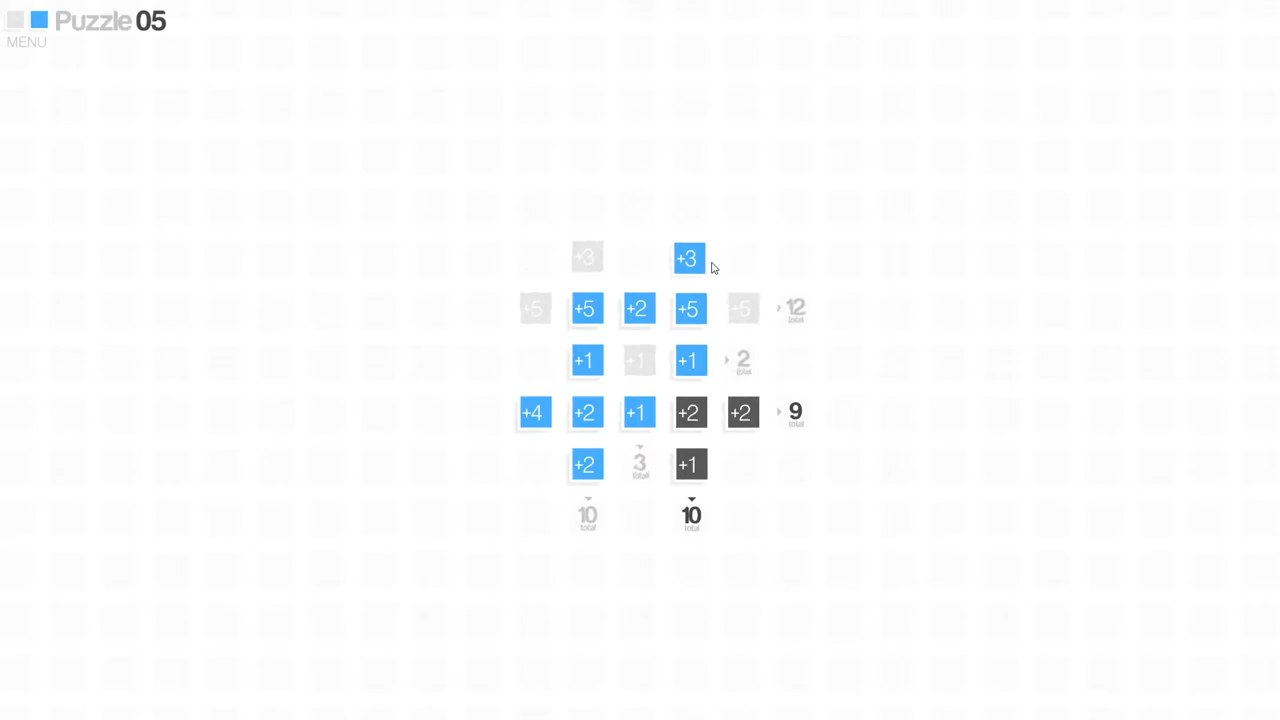 Puzzle 05
MENU
+3 +3
+5 +5 +2 +5 +5 12 total
+1 +1 +1 2 total
+4 +2 +1 +2 +2 9 total
+2 3 total +1
10 total 10 total